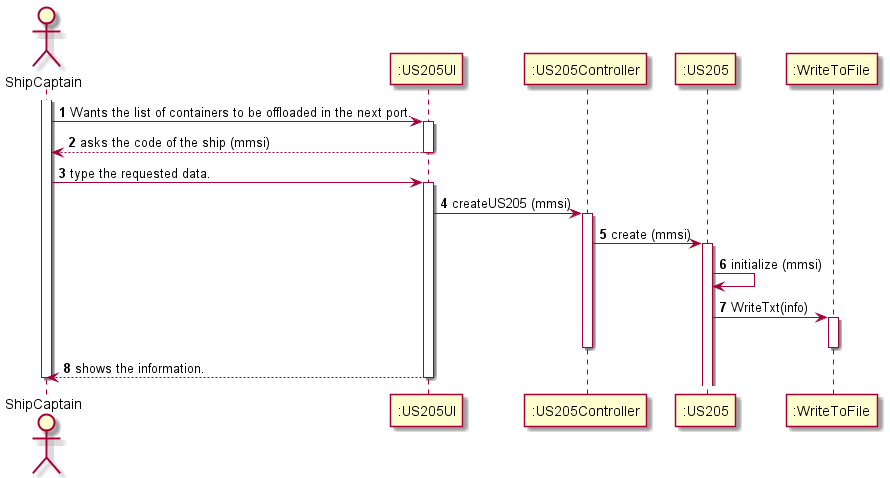 ShipCaptain
:US205UI
:US205Controller
:US205
:WriteToFile
1 Wants the list of containers to be offloaded in the next port.
2 asks the code of the ship (mmsi)
3 type the requested data.
4 createUS205 (mmsi)
5 create (mmsi)
6 initialize (mmsi)
7 WriteTxt(info)
8 shows the information.
ShipCaptain
:US205UI
:US205Controller
:US205
:WriteToFile